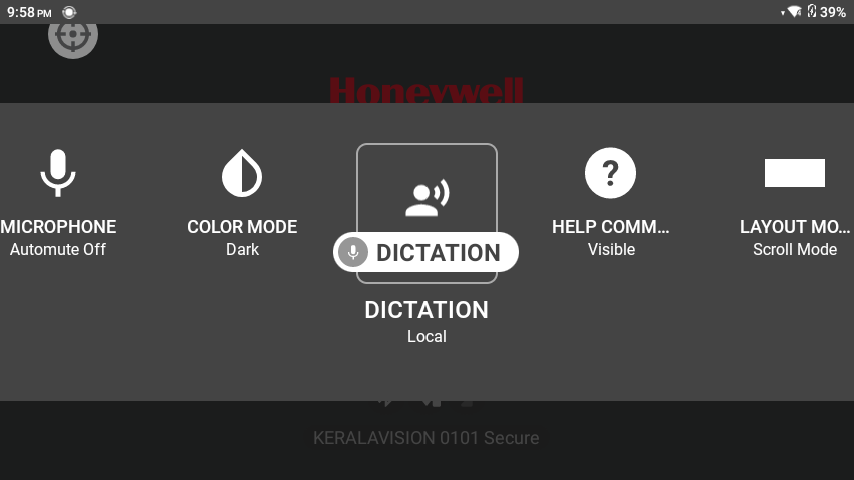 9:58 PM
39%
Honeywell
MICROPHONE
Automute Off
COLOR MODE
Dark
DICTATION
DICTATION
Local
HELP COMM...
Visible
LAYOUT MO...
Scroll Mode
KERALAVISION 0101 Secure